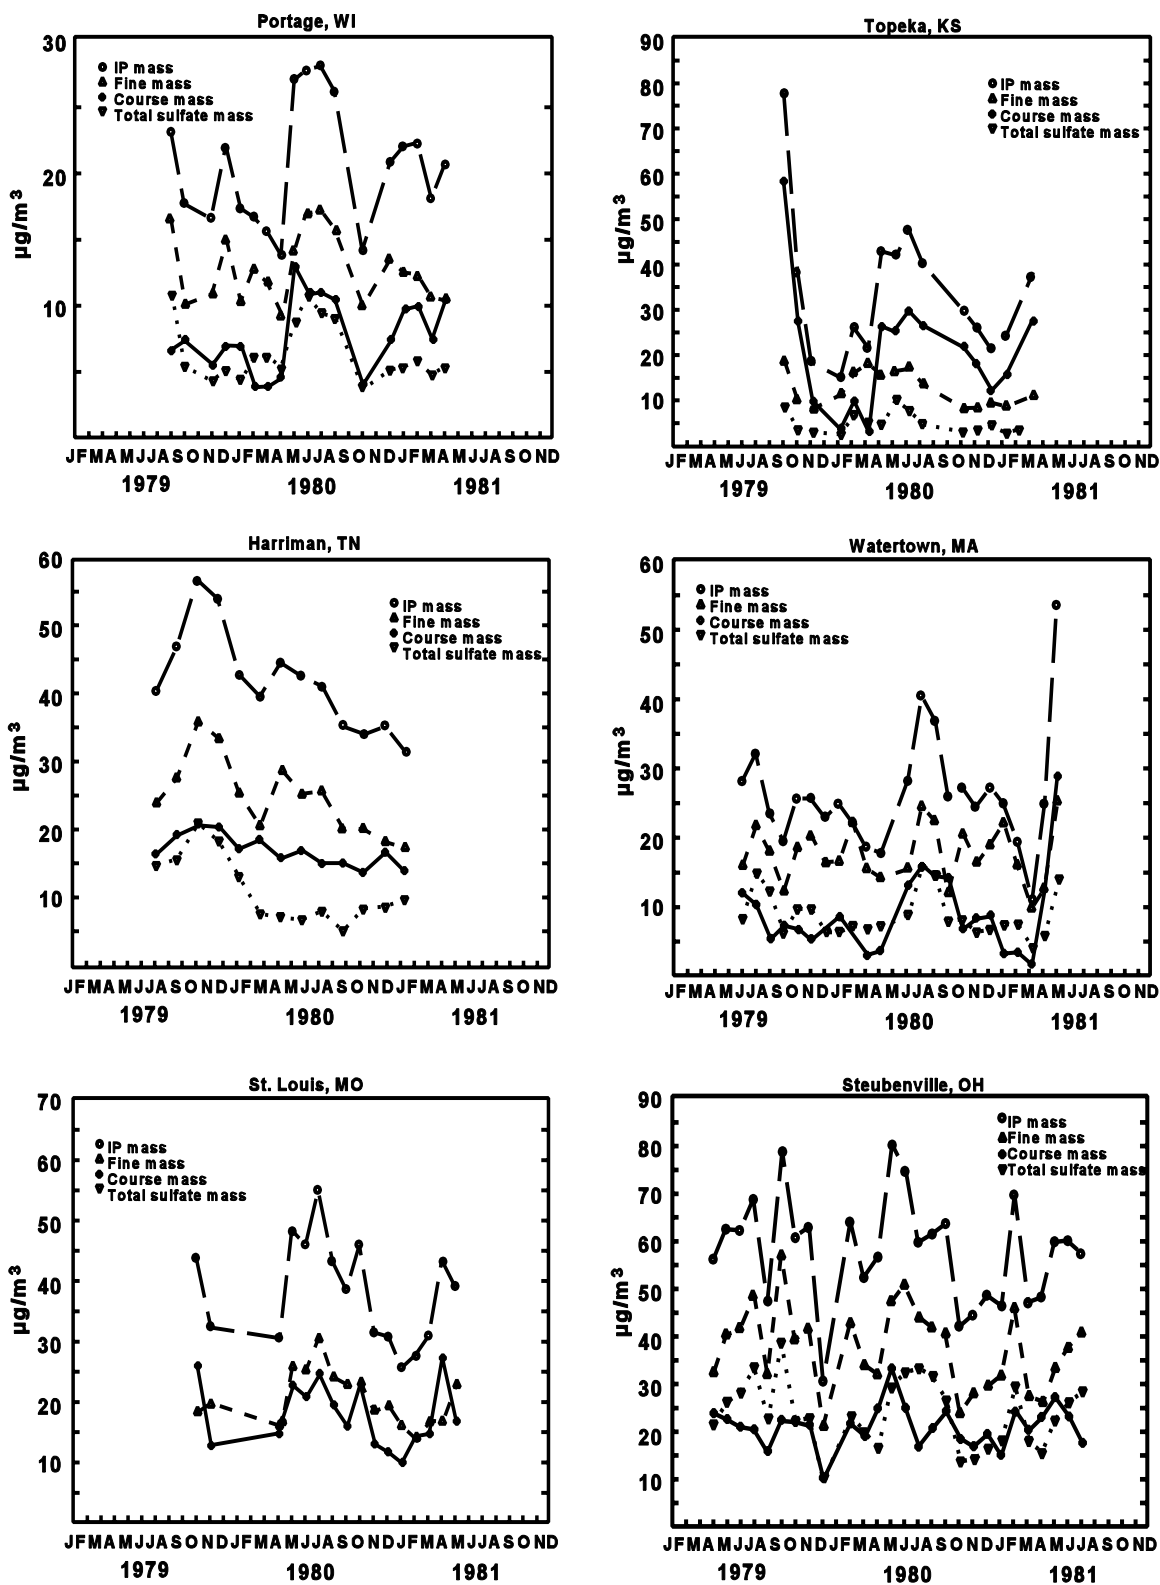 Portage, WI
30
20
10
µg/m³
IP mass
Fine mass
Course mass
Total sulfate mass
JFMAMJJASONDJFMAMJJASONDJFMAMJJASOND
1979 1980 1981
Topeka, KS
90
80
70
60
50
40
30
20
10
µg/m³
IP mass
Fine mass
Course mass
Total sulfate mass
JFMAMJJASONDJFMAMJJASONDJFMAMJJASOND
1979 1980 1981
Harriman, TN
60
50
40
30
20
10
µg/m³
IP mass
Fine mass
Course mass
Total sulfate mass
JFMAMJJASONDJFMAMJJASONDJFMAMJJASOND
1979 1980 1981
Watertown, MA
60
50
40
30
20
10
µg/m³
IP mass
Fine mass
Course mass
Total sulfate mass
JFMAMJJASONDJFMAMJJASONDJFMAMJJASOND
1979 1980 1981
St. Louis, MO
70
60
50
40
30
20
10
µg/m³
IP mass
Fine mass
Course mass
Total sulfate mass
JFMAMJJASONDJFMAMJJASONDJFMAMJJASOND
1979 1980 1981
Steubenville, OH
90
80
70
60
50
40
30
20
10
µg/m³
IP mass
Fine mass
Course mass
Total sulfate mass
JFMAMJJASONDJFMAMJJASONDJFMAMJJASOND
1979 1980 1981